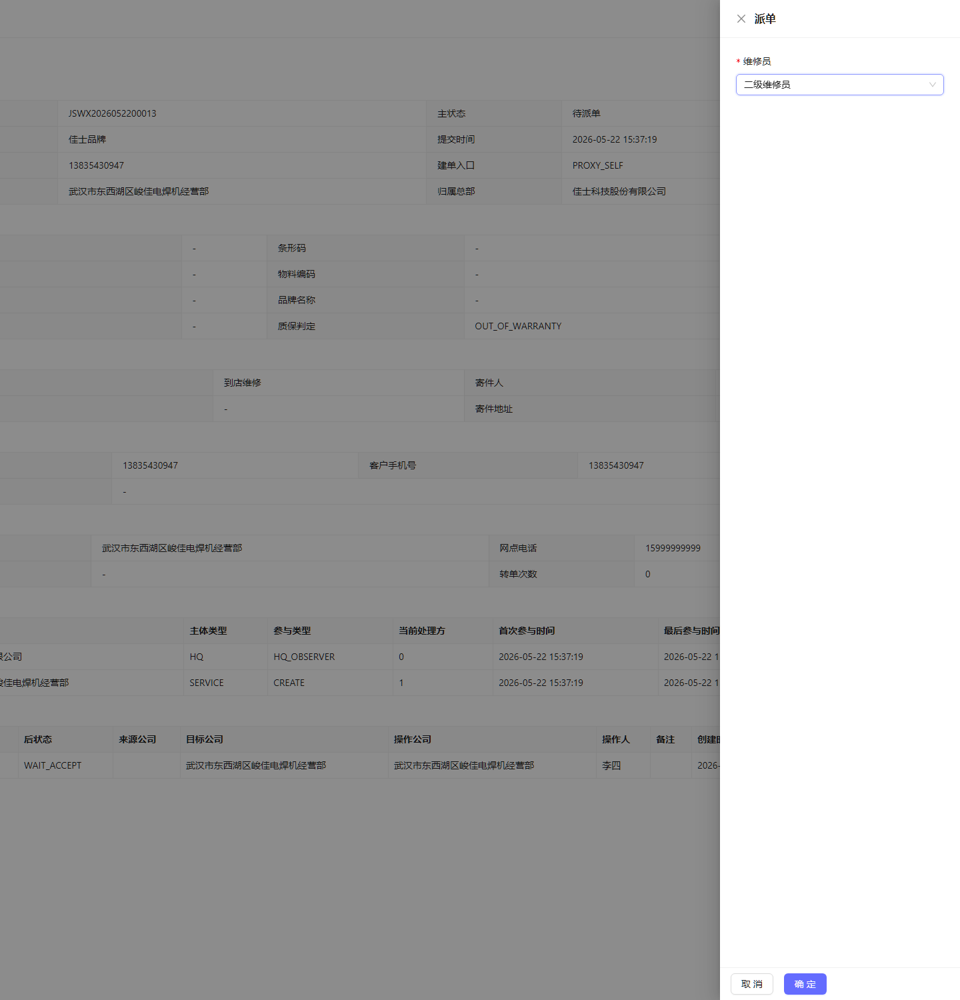 派单
* 维修员
二级维修员
JSWX2026052200013 主状态 待派单
佳士品牌 提交时间 2026-05-22 15:37:19
13835430947 建单入口 PROXY_SELF
武汉市东西湖区峻佳电焊机经营部 归属总部 佳士科技股份有限公司
- 条形码 -
- 物料编码 -
- 品牌名称 -
- 质保判定 OUT_OF_WARRANTY
到店维修 寄件人
- 寄件地址
13835430947 客户手机号 13835430947
-
武汉市东西湖区峻佳电焊机经营部 网点电话 15999999999
- 转单次数 0
主体类型 参与类型 当前处理方 首次参与时间 最后参与时间
限公司 HQ HQ_OBSERVER 0 2026-05-22 15:37:19 2026-05-22 1
峻佳电焊机经营部 SERVICE CREATE 1 2026-05-22 15:37:19 2026-05-22 1
后状态 来源公司 目标公司 操作公司 操作人 备注 创建时
WAIT_ACCEPT 武汉市东西湖区峻佳电焊机经营部 武汉市东西湖区峻佳电焊机经营部 李四 2026-
取 消 确 定